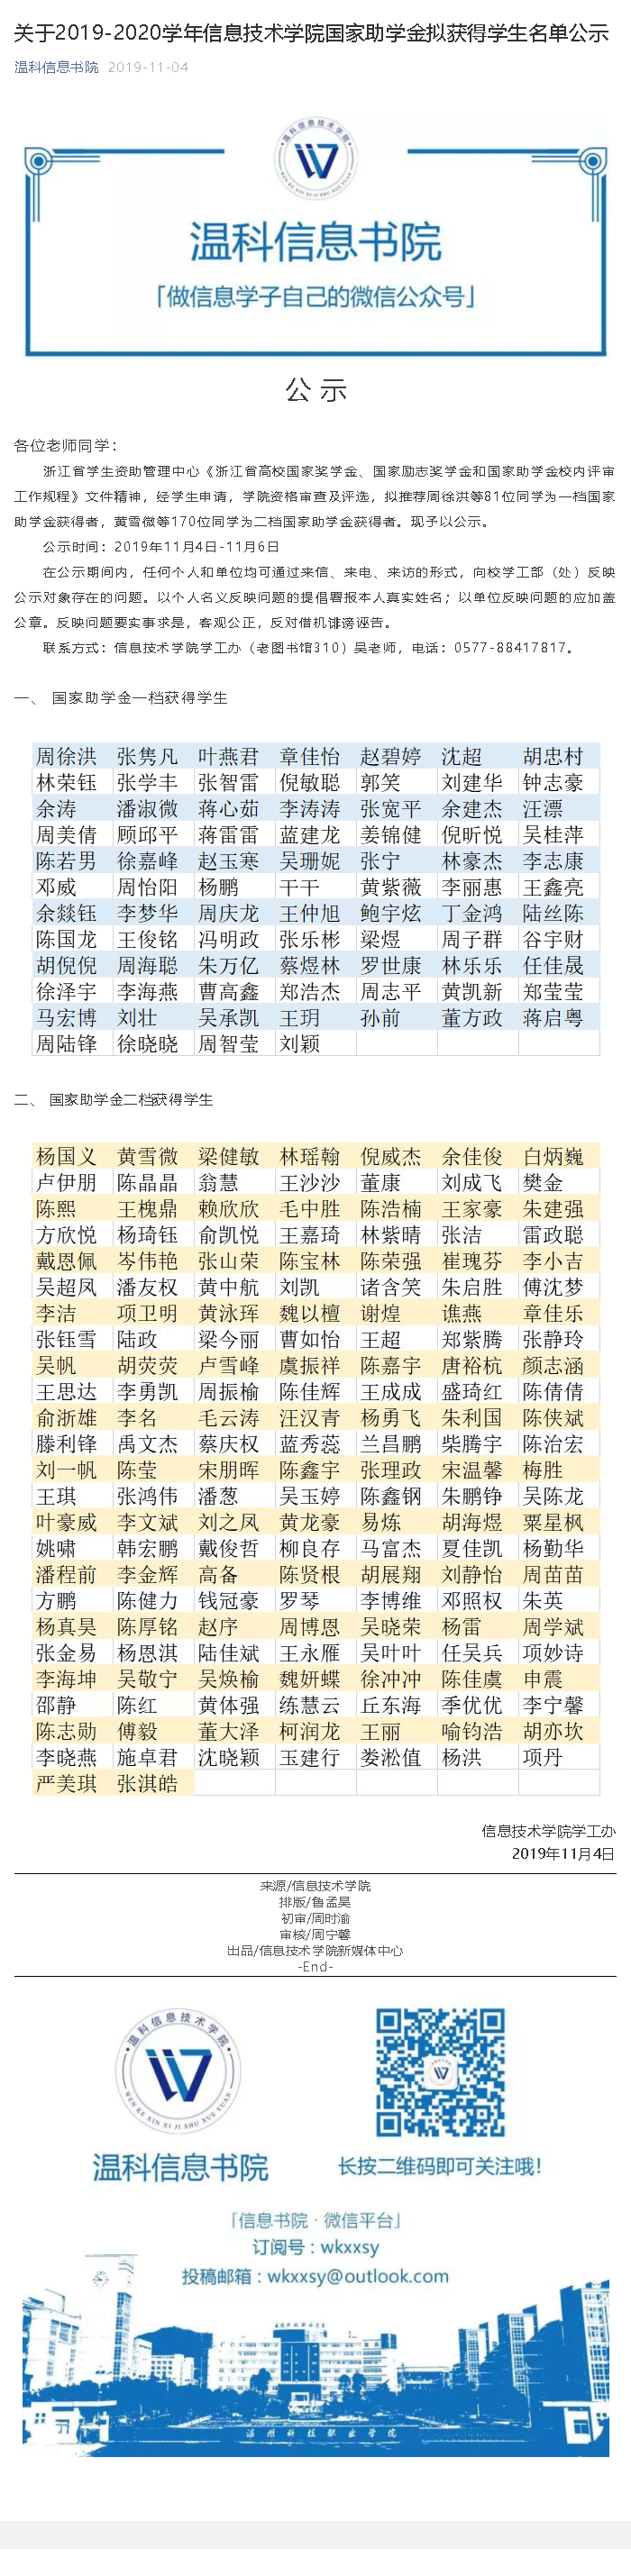 关于2019-2020学年信息技术学院国家助学金拟获得学生名单公示
温科信息书院 2019-11-04
温科信息技术学院
WEN KE XIN XI JI SHU XUE YUAN
温科信息书院
「做信息学子自己的微信公众号」
公 示
各位老师同学：
浙江省学生资助管理中心《浙江省高校国家奖学金、国家励志奖学金和国家助学金校内评审
工作规程》文件精神，经学生申请，学院资格审查及评选，拟推荐周徐洪等81位同学为一档国家
助学金获得者，黄雪微等170位同学为二档国家助学金获得者。现予以公示。
公示时间：2019年11月4日-11月6日
在公示期间内，任何个人和单位均可通过来信、来电、来访的形式，向校学工部（处）反映
公示对象存在的问题。以个人名义反映问题的提倡署报本人真实姓名；以单位反映问题的应加盖
公章。反映问题要实事求是，客观公正，反对借机诽谤诬告。
联系方式：信息技术学院学工办（老图书馆310）吴老师，电话：0577-88417817。
一、 国家助学金一档获得学生
周徐洪 张隽凡 叶燕君 章佳怡 赵碧婷 沈超 胡忠村
林荣钰 张学丰 张智雷 倪敏聪 郭笑 刘建华 钟志豪
余涛 潘淑微 蒋心茹 李涛涛 张宽平 余建杰 汪漂
周美倩 顾邱平 蒋雷雷 蓝建龙 姜锦健 倪昕悦 吴桂萍
陈若男 徐嘉峰 赵玉寒 吴珊妮 张宁 林豪杰 李志康
邓威 周怡阳 杨鹏 干干 黄紫薇 李丽惠 王鑫亮
余燚钰 李梦华 周庆龙 王仲旭 鲍宇炫 丁金鸿 陆丝陈
陈国龙 王俊铭 冯明政 张乐彬 梁煜 周子群 谷宇财
胡倪倪 周海聪 朱万亿 蔡煜林 罗世康 林乐乐 任佳晟
徐泽宇 李海燕 曹高鑫 郑浩杰 周志平 黄凯新 郑莹莹
马宏博 刘壮 吴承凯 王玥 孙前 董方政 蒋启粤
周陆锋 徐晓晓 周智莹 刘颖
二、 国家助学金二档获得学生
杨国义 黄雪微 梁健敏 林瑶翰 倪威杰 余佳俊 白炳巍
卢伊朋 陈晶晶 翁慧 王沙沙 董康 刘成飞 樊金
陈熙 王槐鼎 赖欣欣 毛中胜 陈浩楠 王家豪 朱建强
方欣悦 杨琦钰 俞凯悦 王嘉琦 林紫晴 张洁 雷政聪
戴恩佩 岑伟艳 张山荣 陈宝林 陈荣强 崔瑰芬 李小吉
吴超凤 潘友权 黄中航 刘凯 诸含笑 朱启胜 傅沈梦
李洁 项卫明 黄泳珲 魏以檀 谢煌 谯燕 章佳乐
张钰雪 陆政 梁今丽 曹如怡 王超 郑紫腾 张静玲
吴帆 胡荧荧 卢雪峰 虞振祥 陈嘉宇 唐裕杭 颜志涵
王思达 李勇凯 周振榆 陈佳辉 王成成 盛琦红 陈倩倩
俞浙雄 李名 毛云涛 汪汉青 杨勇飞 朱利国 陈侠斌
滕利锋 禹文杰 蔡庆权 蓝秀蕊 兰昌鹏 柴腾宇 陈治宏
刘一帆 陈莹 宋朋晖 陈鑫宇 张理政 宋温馨 梅胜
王琪 张鸿伟 潘葱 吴玉婷 陈鑫钢 朱鹏铮 吴陈龙
叶豪威 李文斌 刘之凤 黄龙豪 易炼 胡海煜 粟星枫
姚啸 韩宏鹏 戴俊哲 柳良存 马富杰 夏佳凯 杨勤华
潘程前 李金辉 高备 陈贤根 胡展翔 刘静怡 周苗苗
方鹏 陈健力 钱冠豪 罗琴 李博维 邓照权 朱英
杨真昊 陈厚铭 赵序 周博恩 吴晓荣 杨雷 周学斌
张金易 杨恩淇 陆佳斌 王永雁 吴叶叶 任吴兵 项妙诗
李海坤 吴敬宁 吴焕榆 魏妍蝶 徐冲冲 陈佳虞 申震
邵静 陈红 黄体强 练慧云 丘东海 季优优 李宁馨
陈志勋 傅毅 董大泽 柯润龙 王丽 喻钧浩 胡亦坎
李晓燕 施卓君 沈晓颖 玉建行 娄淞值 杨洪 项丹
严美琪 张淇皓
信息技术学院学工办
2019年11月4日
来源/信息技术学院
排版/鲁孟昊
初审/周时渝
审核/周宁馨
出品/信息技术学院新媒体中心
-End-
温科信息技术学院
WEN KE XIN XI JI SHU XUE YUAN
温科信息书院
长按二维码即可关注哦！
「信息书院·微信平台」
订阅号：wkxxsy
投稿邮箱：wkxxsy@outlook.com
温州科技职业学院